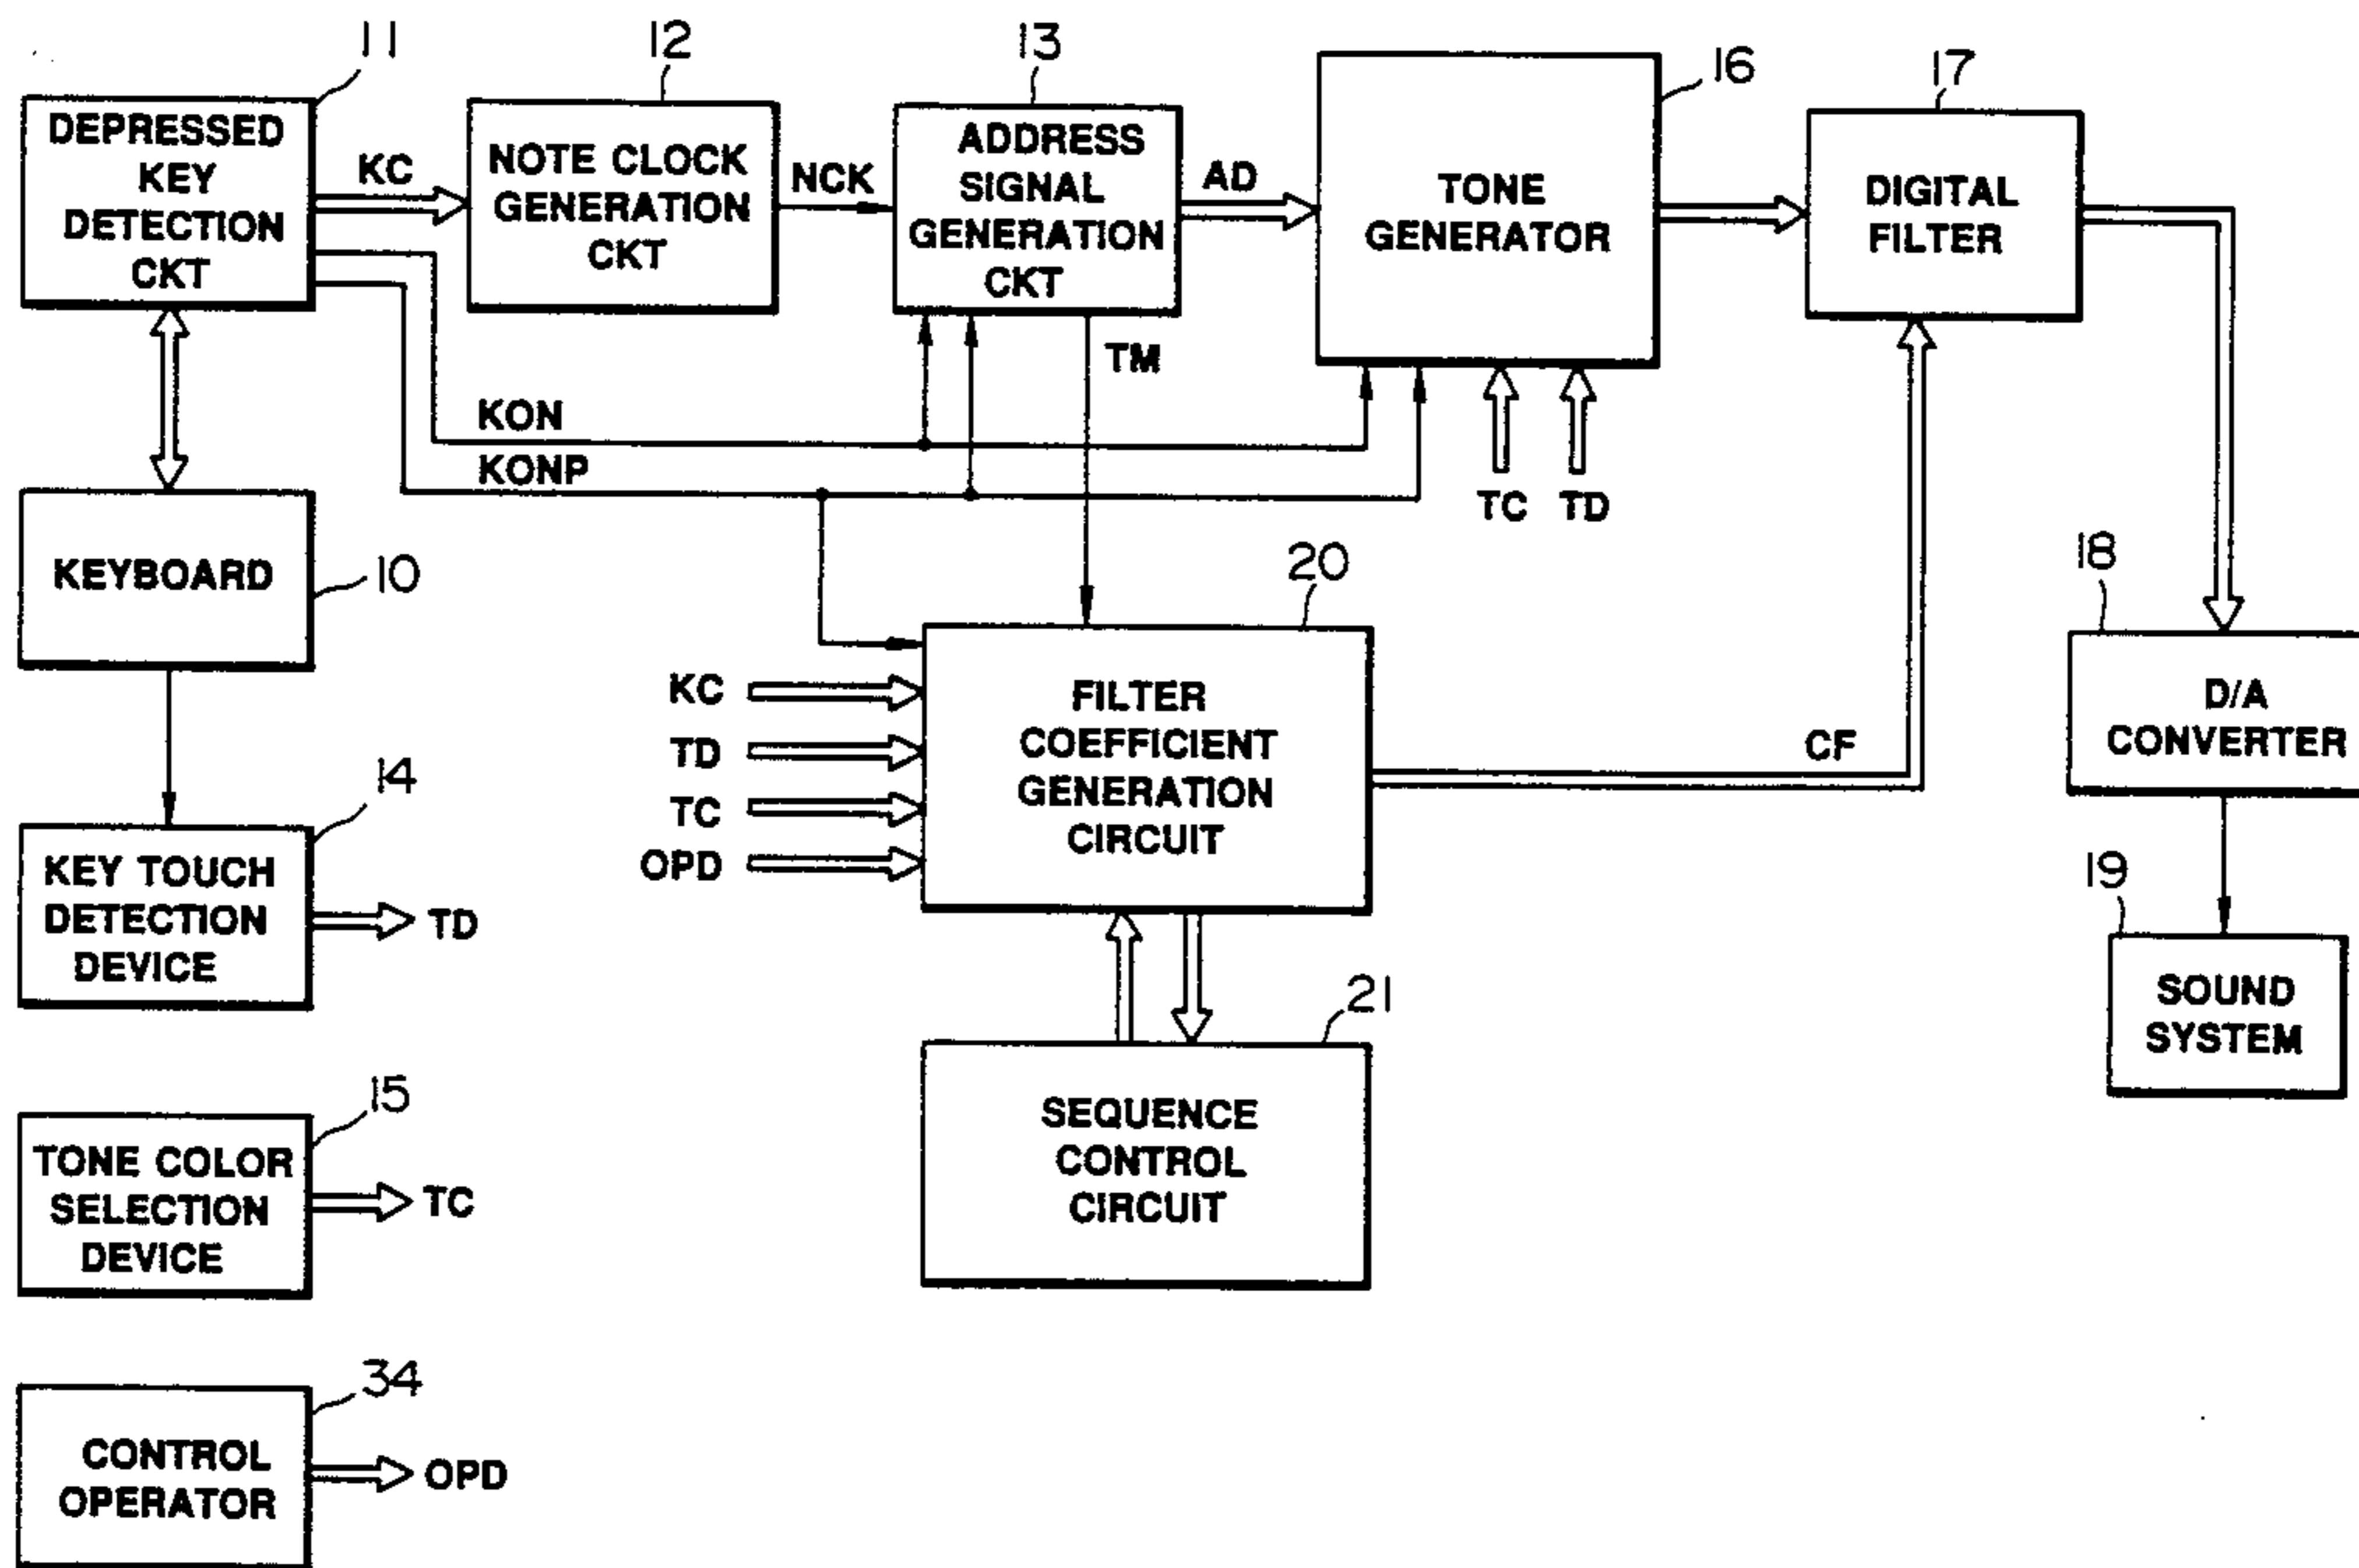 11
12
13
16
17
DEPRESSED
KEY
DETECTION
CKT
KC
NOTE CLOCK
GENERATION
CKT
NCK
ADDRESS
SIGNAL
GENERATION
CKT
AD
TONE
GENERATOR
DIGITAL
FILTER
TM
KON
KONP
TC TD
KEYBOARD
10
20
18
KC
TD
TC
OPD
FILTER
COEFFICIENT
GENERATION
CIRCUIT
CF
D/A
CONVERTER
14
KEY TOUCH
DETECTION
DEVICE
TD
19
SOUND
SYSTEM
21
SEQUENCE
CONTROL
CIRCUIT
15
TONE COLOR
SELECTION
DEVICE
TC
34
CONTROL
OPERATOR
OPD